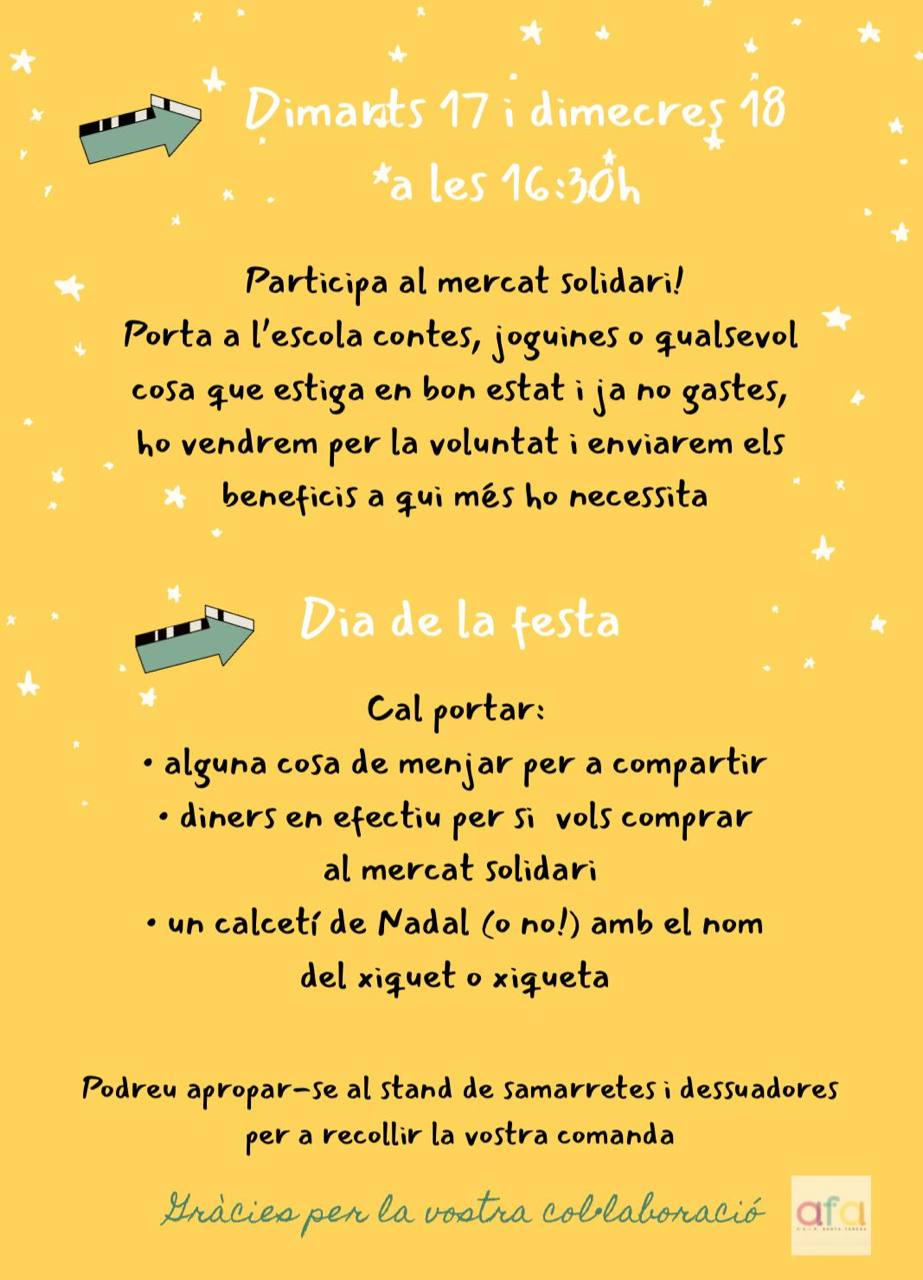 Dimarts 17 i dimecres 18
a les 16:30h
Participa al mercat solidari!
Porta a l'escola contes, joguines o qualsevol
cosa que estiga en bon estat i ja no gastes,
ho vendrem per la voluntat i enviarem els
beneficis a qui més ho necessita
Dia de la festa
Cal portar:
• alguna cosa de menjar per a compartir
• diners en efectiu per si vols comprar
al mercat solidari
• un calcetí de Nadal (o no!) amb el nom
del xiquet o xiqueta
Podreu apropar-se al stand de samarretes i dessuadores
per a recollir la vostra comanda
Gràcies per la vostra col·laboració
afa